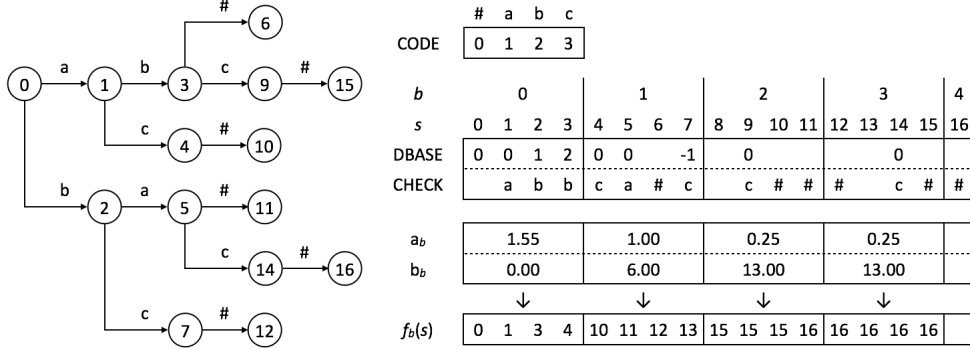 #
6
a b c #
0 1 3 9 15
c #
4 10
b a #
2 5 11
c #
14 16
c #
7 12
# a b c
CODE 0 1 2 3
b 0 1 2 3 4
s 0 1 2 3 4 5 6 7 8 9 10 11 12 13 14 15 16
DBASE 0 0 1 2 0 0 -1 0 0
CHECK a b b c a # c c # # # c # #
ab 1.55 1.00 0.25 0.25
bb 0.00 6.00 13.00 13.00
↓ ↓ ↓ ↓
fb(s) 0 1 3 4 10 11 12 13 15 15 15 16 16 16 16 16